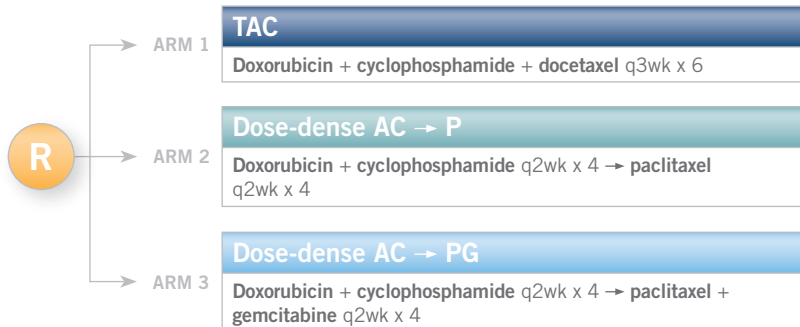 TAC
ARM 1
Doxorubicin + cyclophosphamide + docetaxel q3wk x 6
Dose-dense AC → P
R
ARM 2
Doxorubicin + cyclophosphamide q2wk x 4 → paclitaxel
q2wk x 4
Dose-dense AC → PG
ARM 3
Doxorubicin + cyclophosphamide q2wk x 4 → paclitaxel +
gemcitabine q2wk x 4